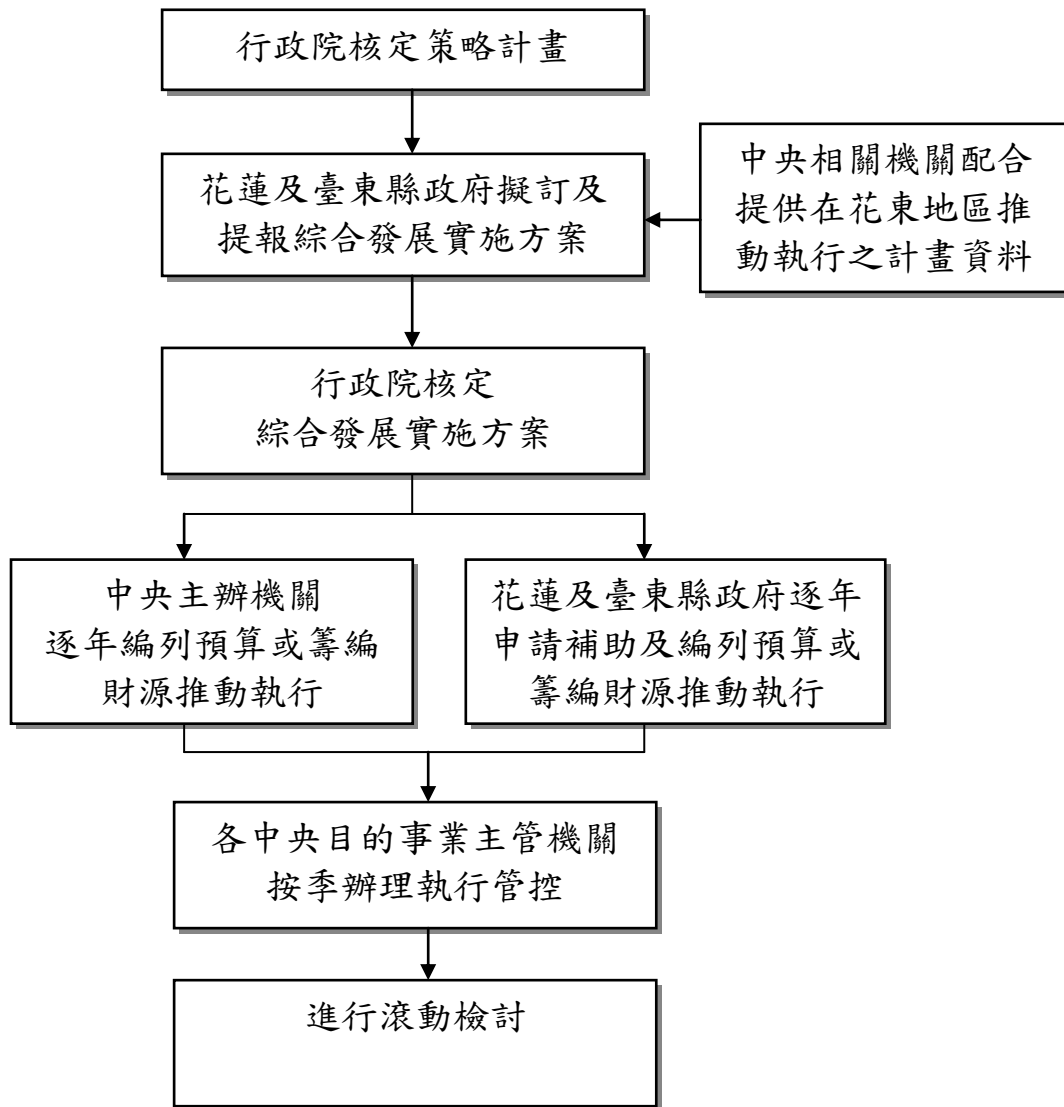 行政院核定策略計畫
花蓮及臺東縣政府擬訂及
提報綜合發展實施方案
中央相關機關配合
提供在花東地區推
動執行之計畫資料
行政院核定
綜合發展實施方案
中央主辦機關
逐年編列預算或籌編
財源推動執行
花蓮及臺東縣政府逐年
申請補助及編列預算或
籌編財源推動執行
各中央目的事業主管機關
按季辦理執行管控
進行滾動檢討